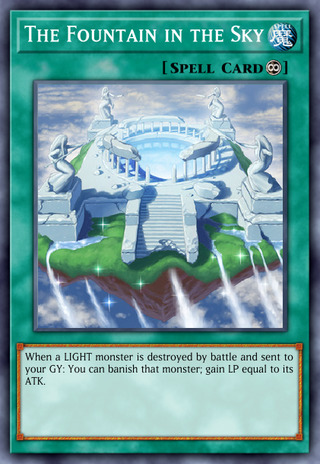 The Fountain in the Sky
魔
[Spell Card]
When a LIGHT monster is destroyed by battle and sent to
your GY: You can banish that monster; gain LP equal to its
ATK.